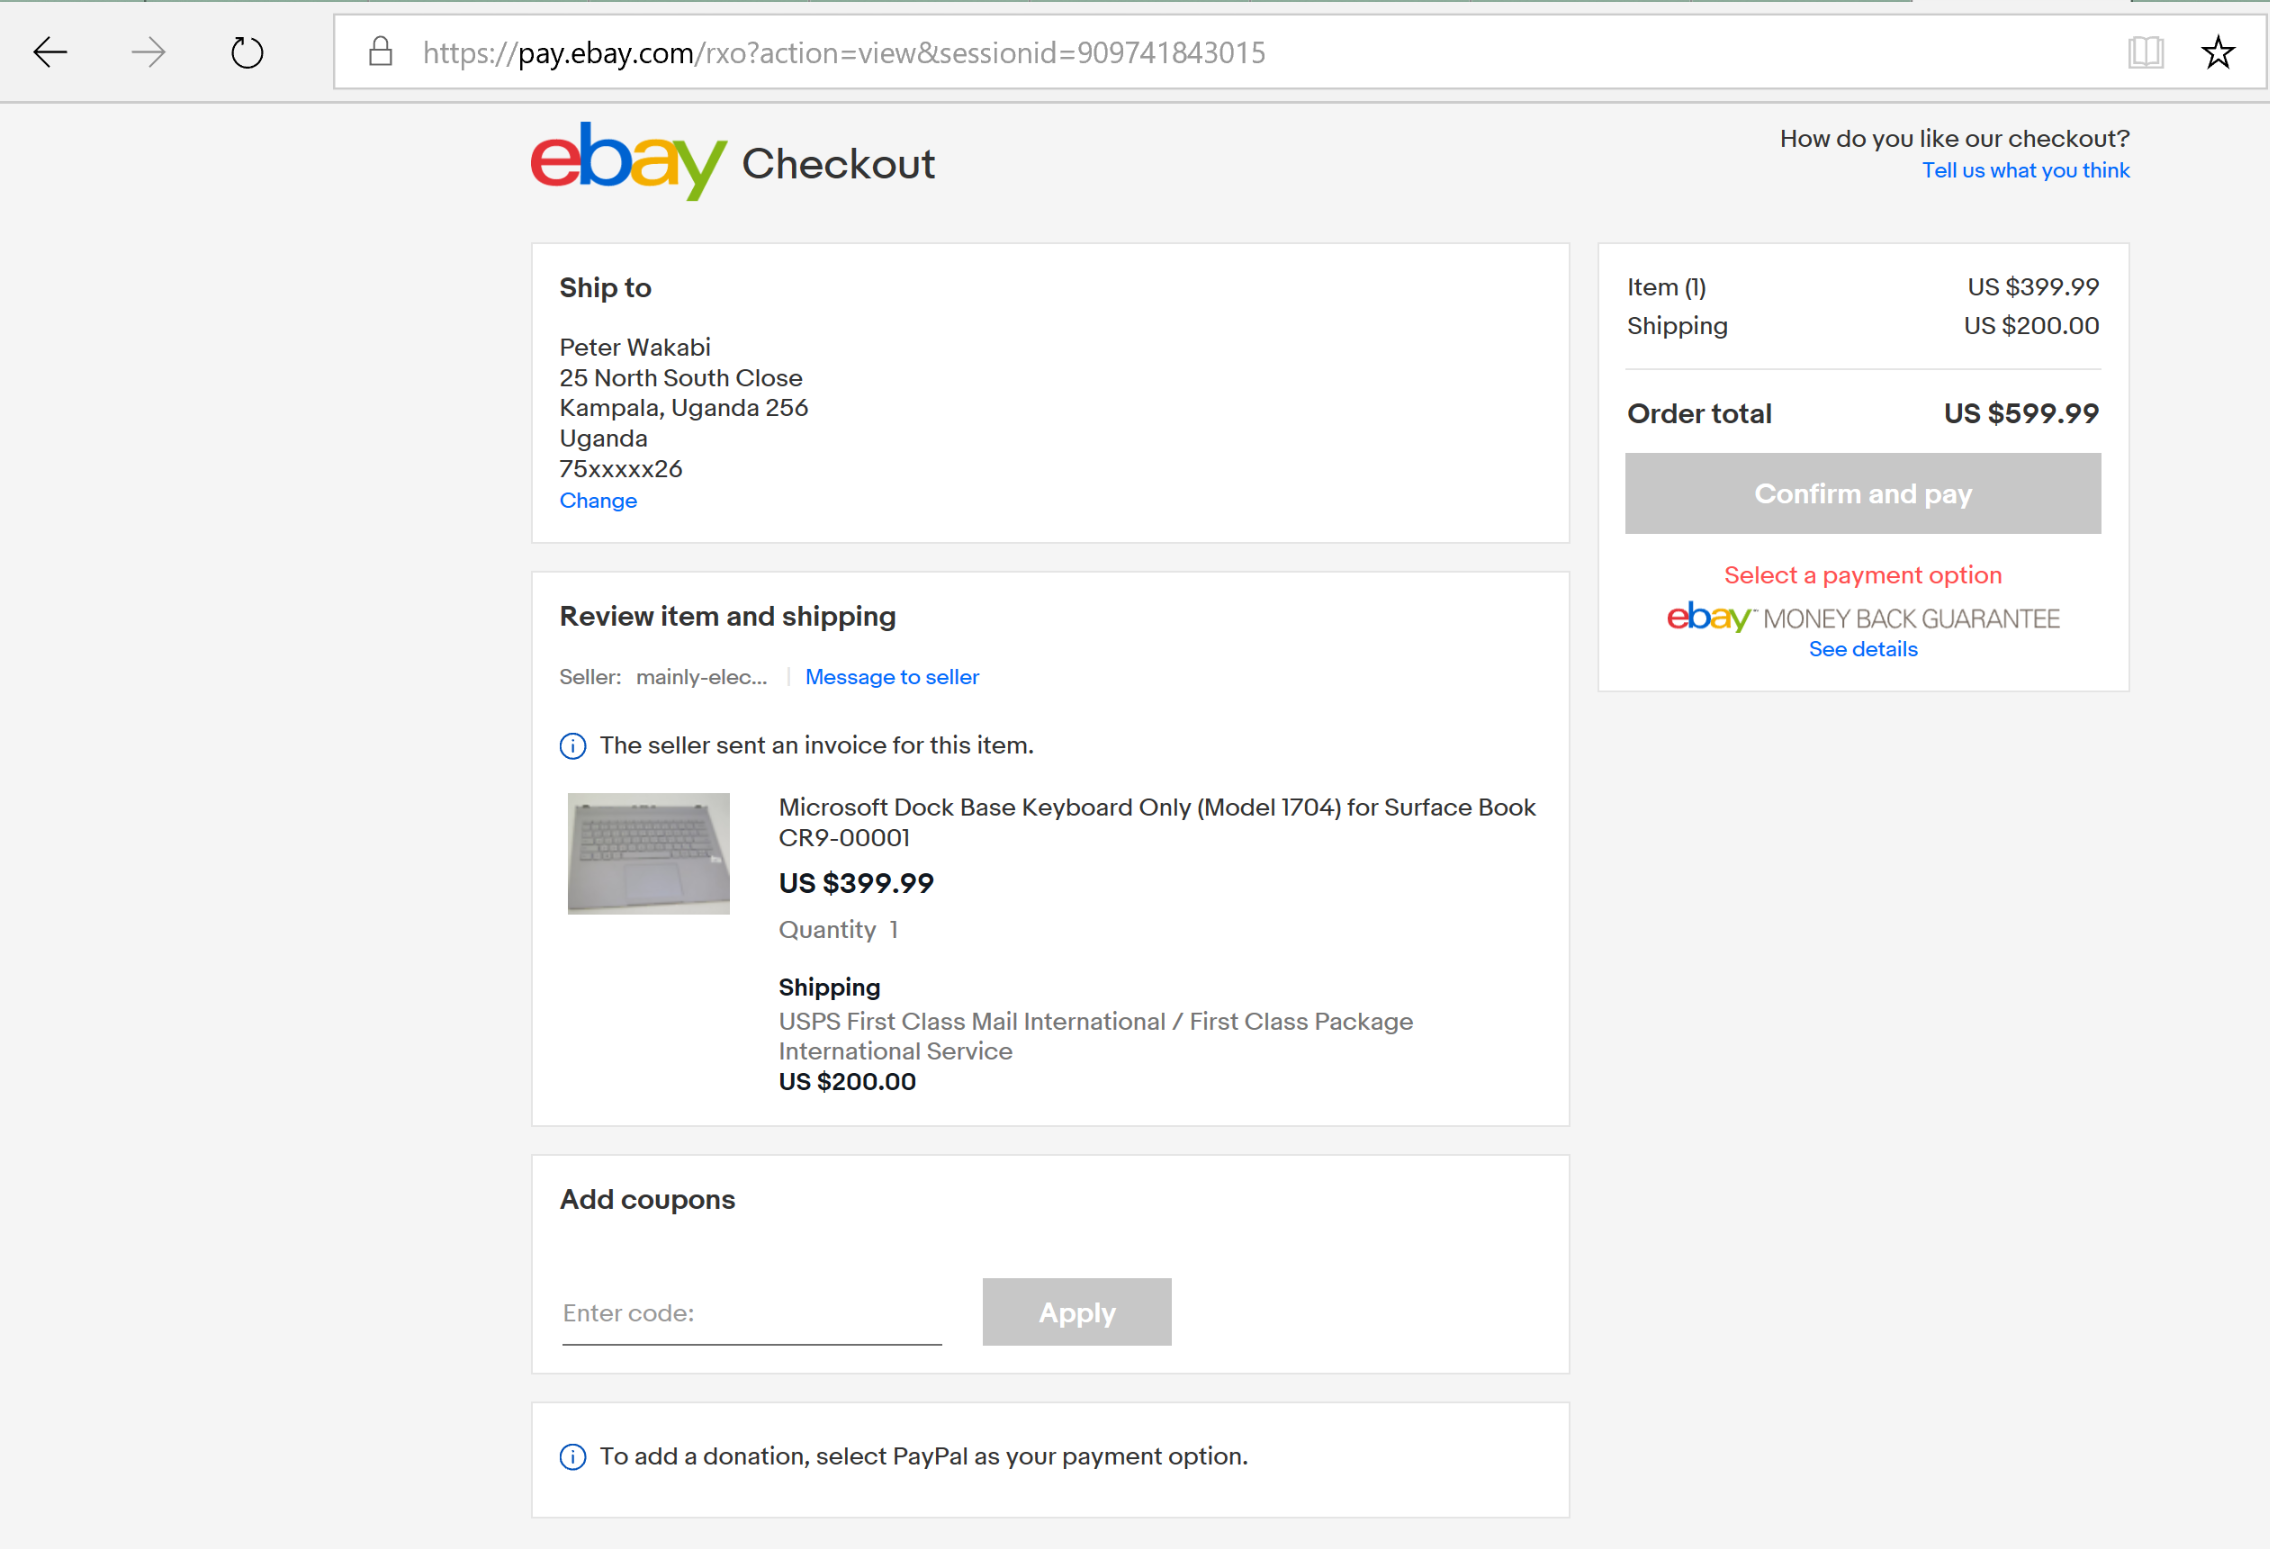 https://pay.ebay.com/rxo?action=view&sessionid=909741843015
ebay Checkout
How do you like our checkout?
Tell us what you think
Ship to
Peter Wakabi
25 North South Close
Kampala, Uganda 256
Uganda
75xxxxx26
Change
Item (1) US $399.99
Shipping US $200.00
Order total US $599.99
Confirm and pay
Select a payment option
ebay™ MONEY BACK GUARANTEE
See details
Review item and shipping
Seller: mainly-elec... Message to seller
The seller sent an invoice for this item.
Microsoft Dock Base Keyboard Only (Model 1704) for Surface Book
CR9-00001
US $399.99
Quantity 1
Shipping
USPS First Class Mail International / First Class Package
International Service
US $200.00
Add coupons
Enter code:
Apply
To add a donation, select PayPal as your payment option.